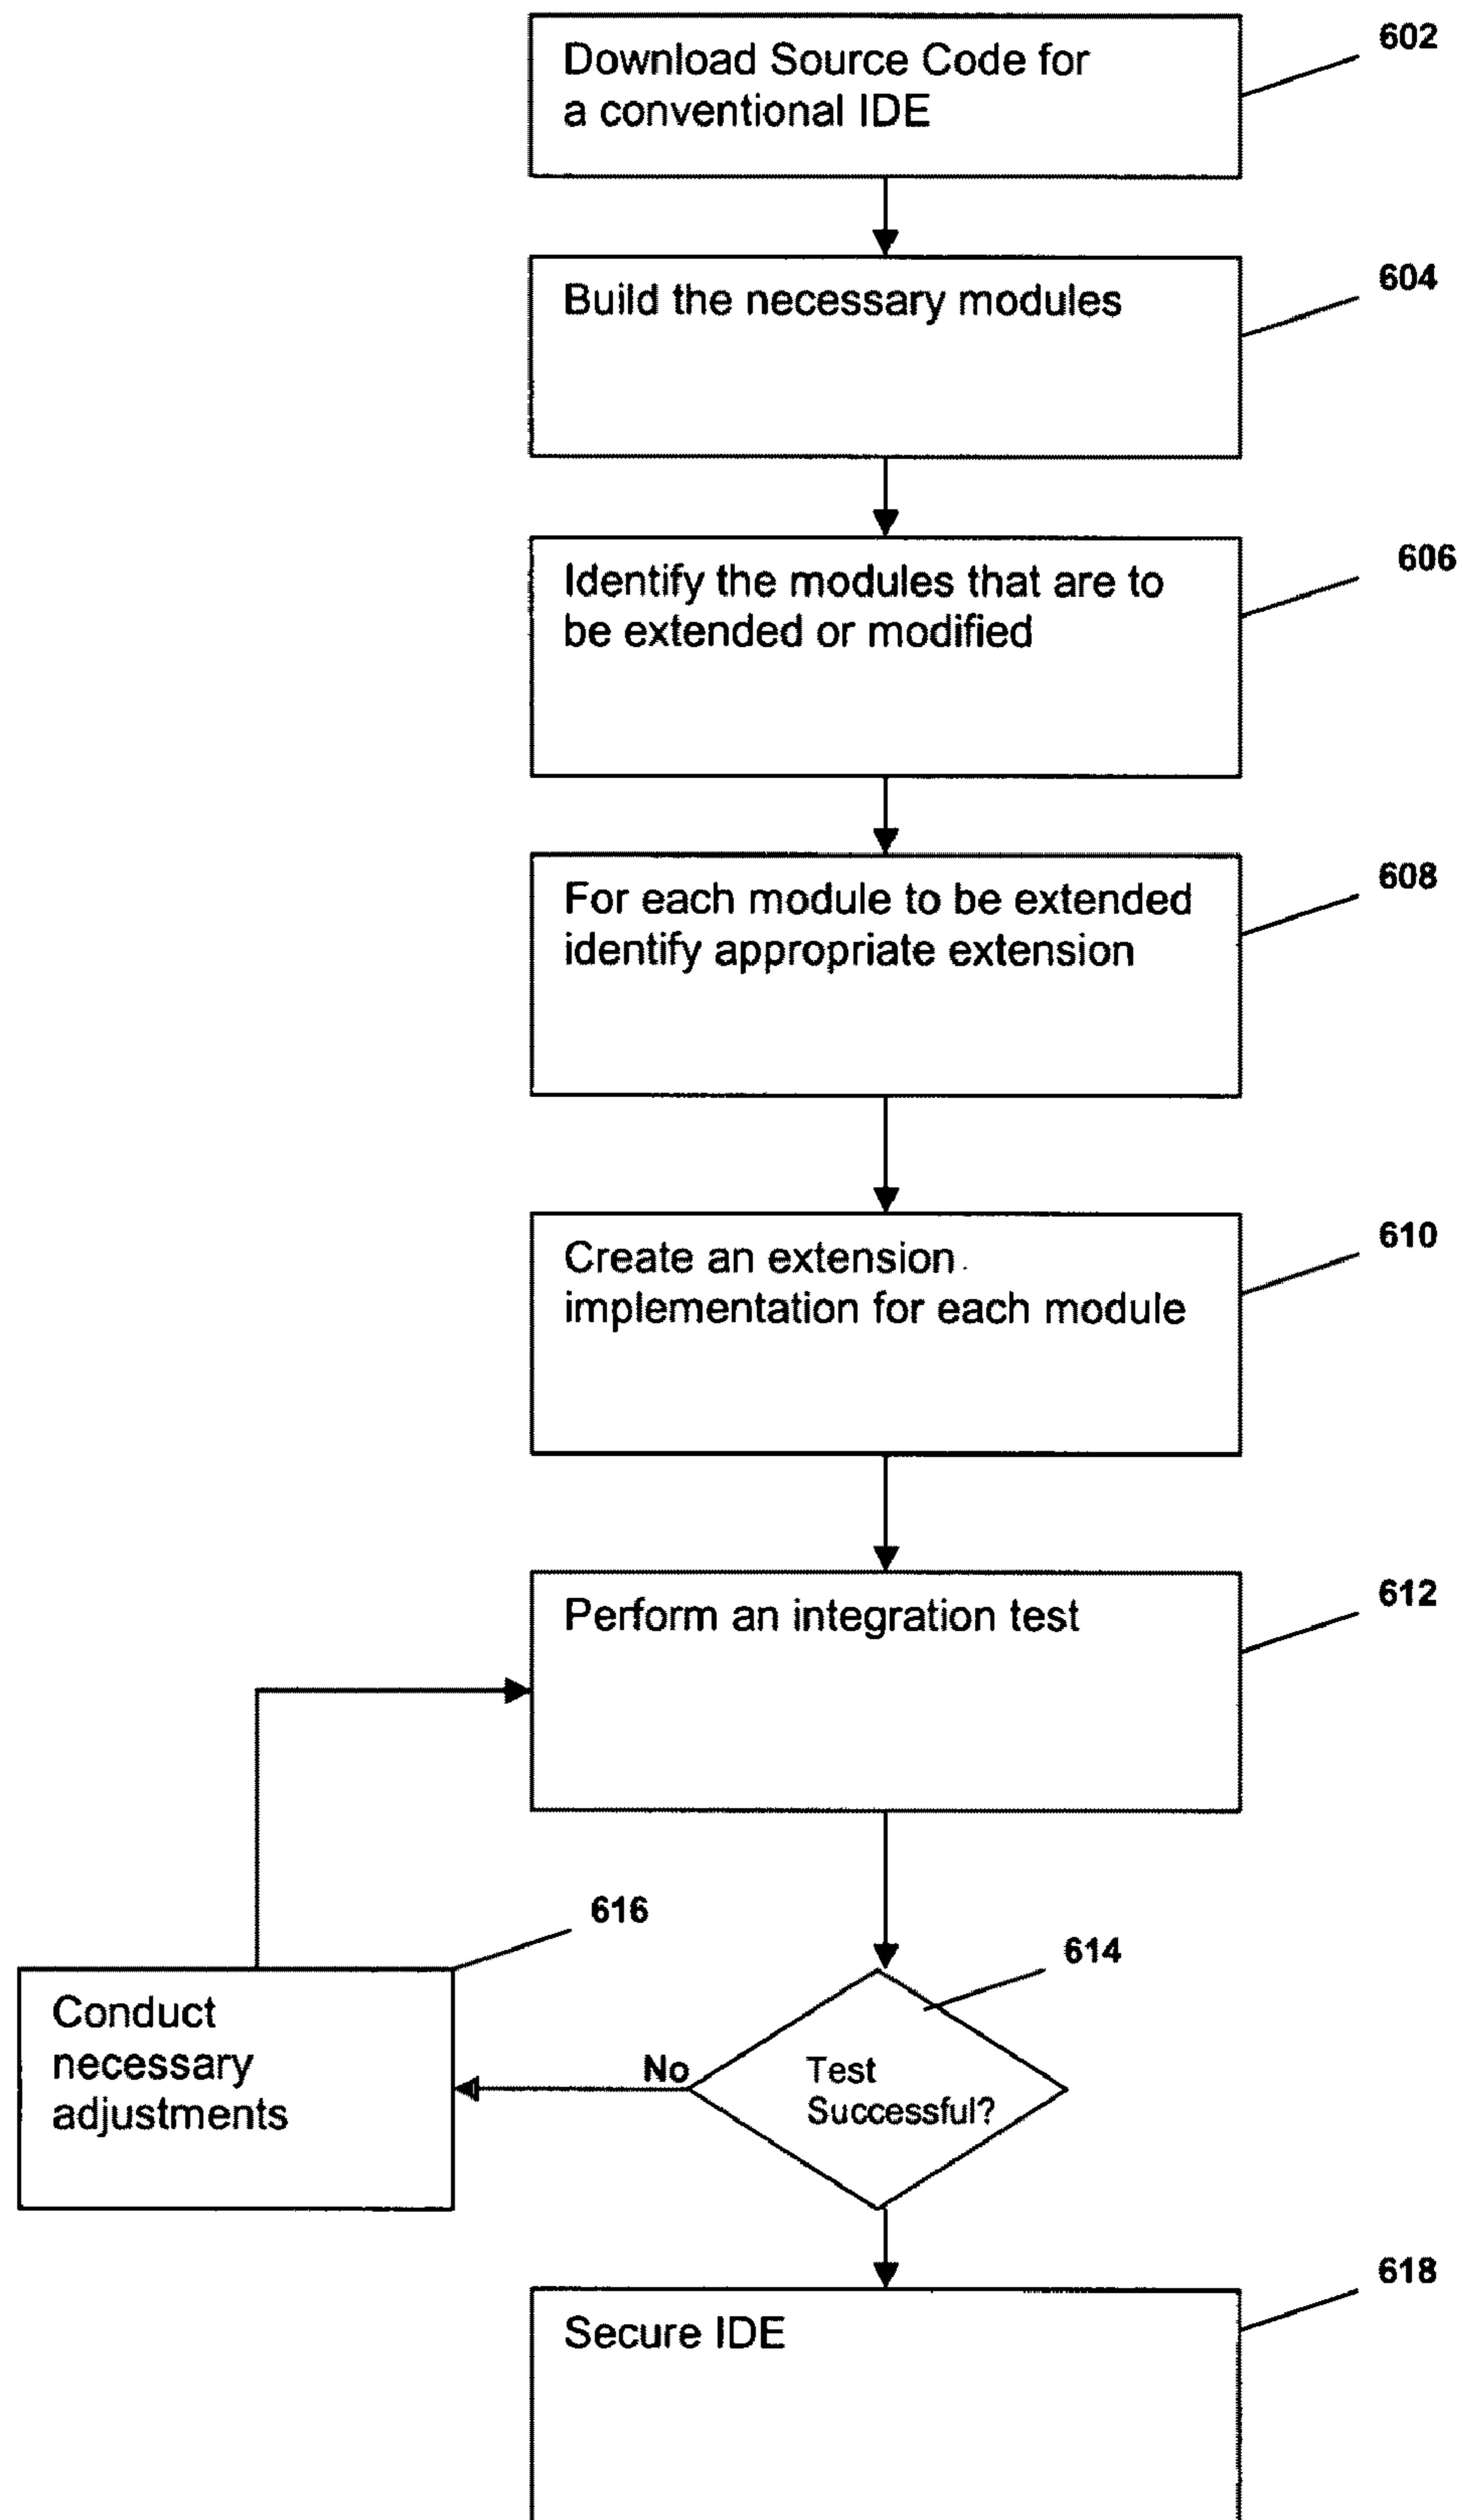 602
Download Source Code for
a conventional IDE
604
Build the necessary modules
606
Identify the modules that are to
be extended or modified
608
For each module to be extended
identify appropriate extension
610
Create an extension
implementation for each module
612
Perform an integration test
616
614
Conduct
necessary
adjustments
No
Test
Successful?
618
Secure IDE